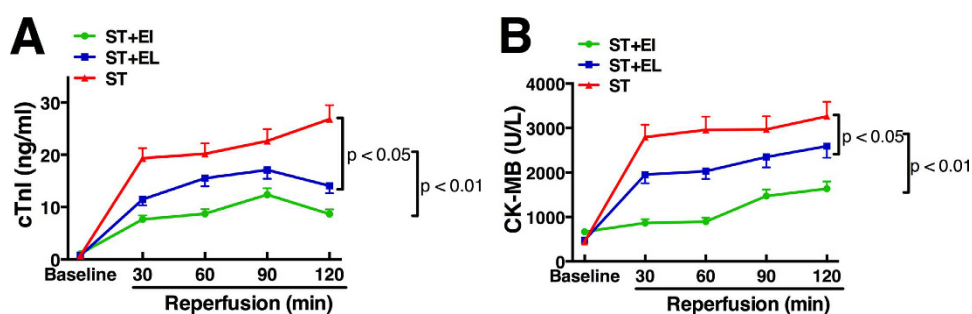 A
ST+EI
ST+EL
ST
cTnI (ng/ml)
30
20
10
0
p < 0.05
p < 0.01
Baseline 30 60 90 120
Reperfusion (min)
B
ST+EI
ST+EL
ST
CK-MB (U/L)
4000
3000
2000
1000
0
p < 0.05
p < 0.01
Baseline 30 60 90 120
Reperfusion (min)